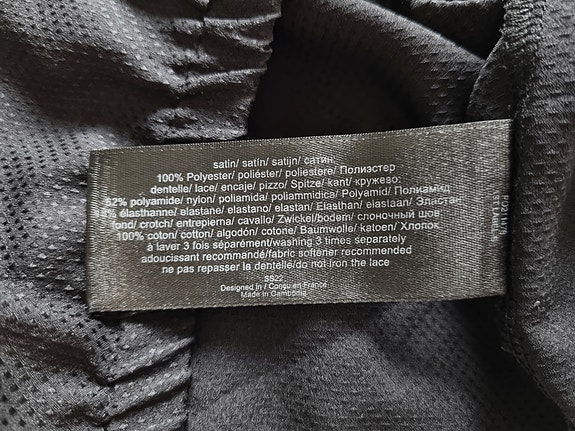 satin/ satín/ satijn/ сатин:
100% Polyester/ poliéster/ poliestere/ Полиэстер
dentelle/ lace/ encaje/ pizzo/ Spitze/ kant/ кружево:
52% polyamide/ nylon/ poliamida/ poliammidica/ Polyamid/ Полиамид
% élasthanne/ elastane/ elastano/ elastan/ Elasthan/ elastaan/ Эластан
fond/ crotch/ entrepierna/ cavallo/ Zwickel/bodem/ слоночный шов:
100% coton/ cotton/ algodón/ cotone/ Baumwolle/ katoen/ Хлопок
à laver 3 fois séparément/washing 3 times separately
adoucissant recommandé/fabric softener recommended
ne pas repasser la dentelle/do not iron the lace
SS22
Designed in / Conçu en France
Made in Cambodia